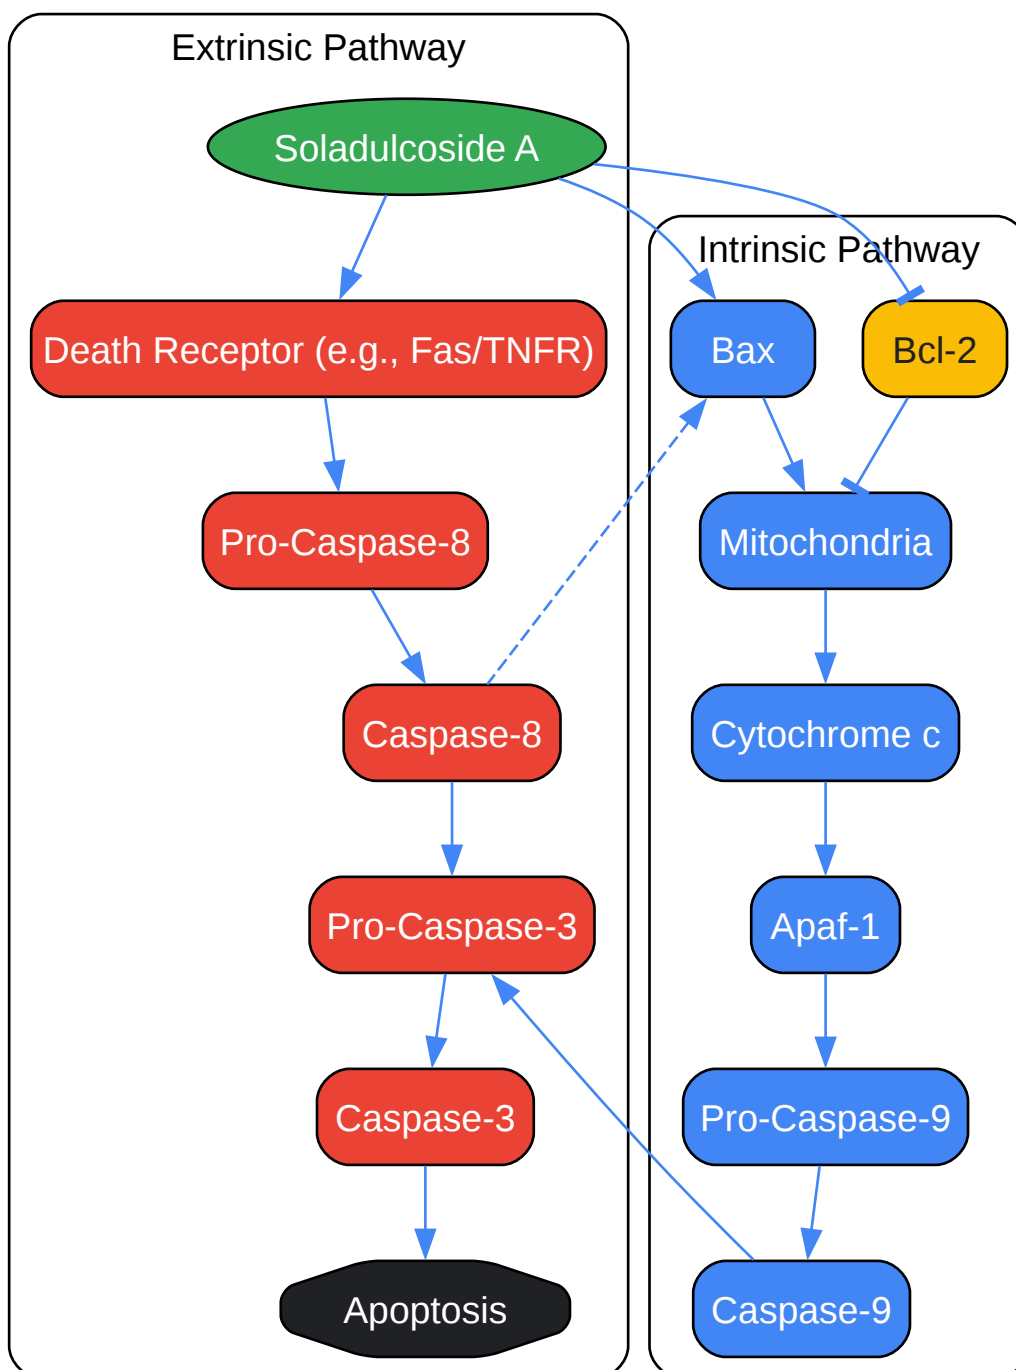 Extrinsic Pathway
Soladulcoside A
Death Receptor (e.g., Fas/TNFR)
Pro-Caspase-8
Caspase-8
Pro-Caspase-3
Caspase-3
Apoptosis
Intrinsic Pathway
Bax
Bcl-2
Mitochondria
Cytochrome c
Apaf-1
Pro-Caspase-9
Caspase-9